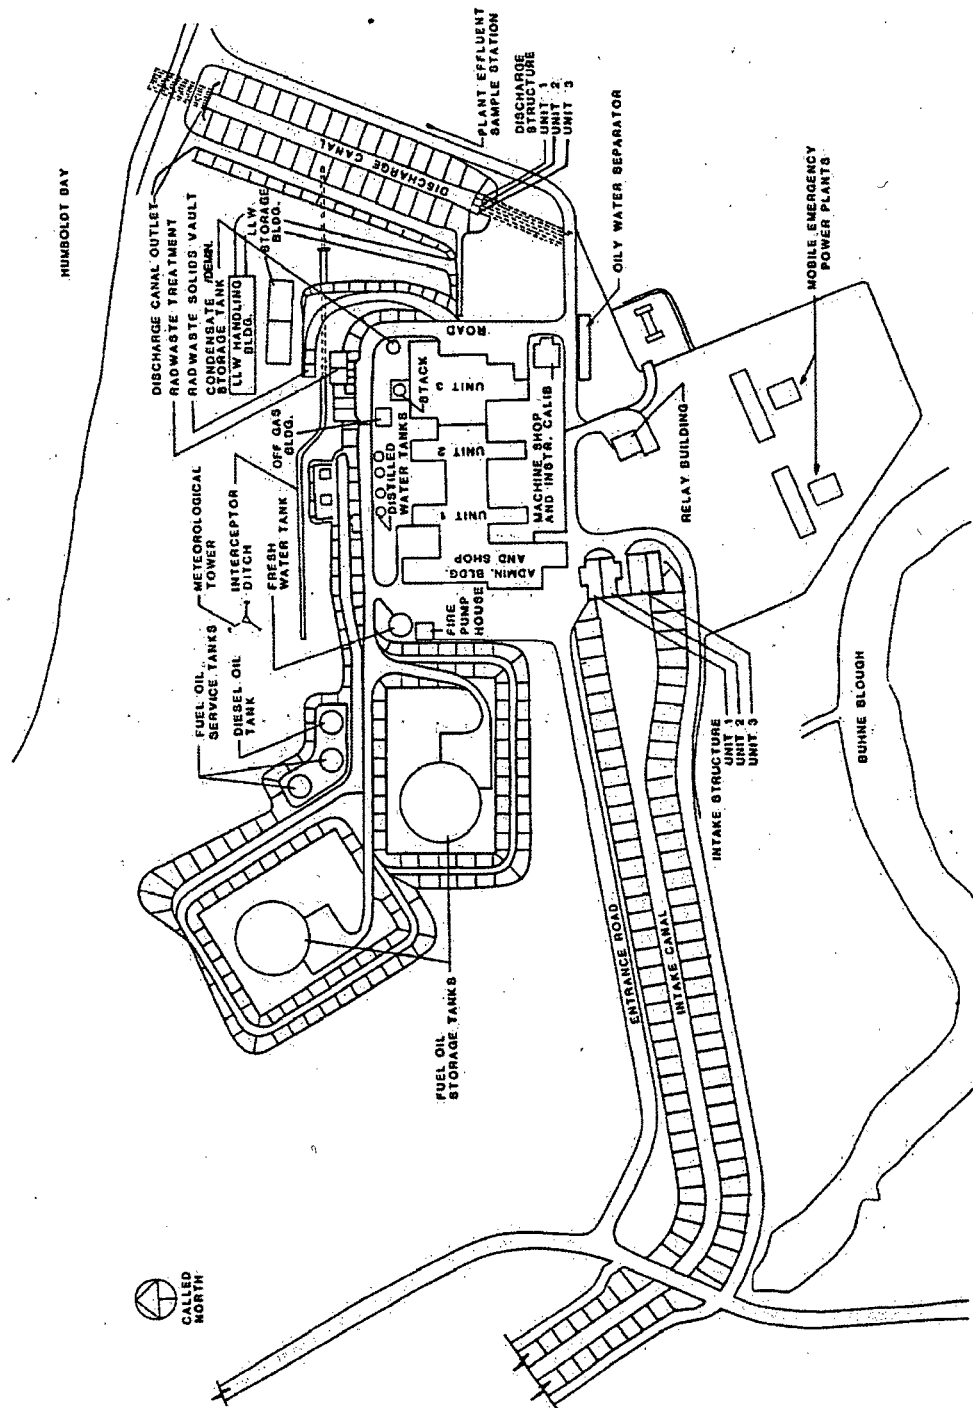 HUMBOLDT BAY
DISCHARGE CANAL OUTLET
RADWASTE TREATMENT
RADWASTE SOLIDS VAULT
CONDENSATE /DEMIN.
STORAGE TANK
LLW HANDLING
BLDG.
LLW
STORAGE
BLDG.
DISCHARGE CANAL
PLANT EFFLUENT
SAMPLE STATION
DISCHARGE
STRUCTURE
UNIT 1
UNIT 2
UNIT 3
METEOROLOGICAL
TOWER
INTERCEPTOR
DITCH
FRESH
WATER TANK
OFF GAS
BLDG.
DISTILLED
WATER TANKS
STACK
ROAD
UNIT 3
UNIT 2
UNIT 1
ADMIN. BLDG.
AND SHOP
MACHINE SHOP
AND INSTR. CALIB
OILY WATER SEPARATOR
FUEL OIL
SERVICE TANKS
DIESEL OIL
TANK
FIRE
PUMP
HOUSE
RELAY BUILDING
MOBILE EMERGENCY
POWER PLANTS
FUEL OIL
STORAGE TANKS
ENTRANCE ROAD
INTAKE CANAL
INTAKE STRUCTURE
UNIT 1
UNIT 2
UNIT 3
BUHNE BLOUGH
CALLED
NORTH